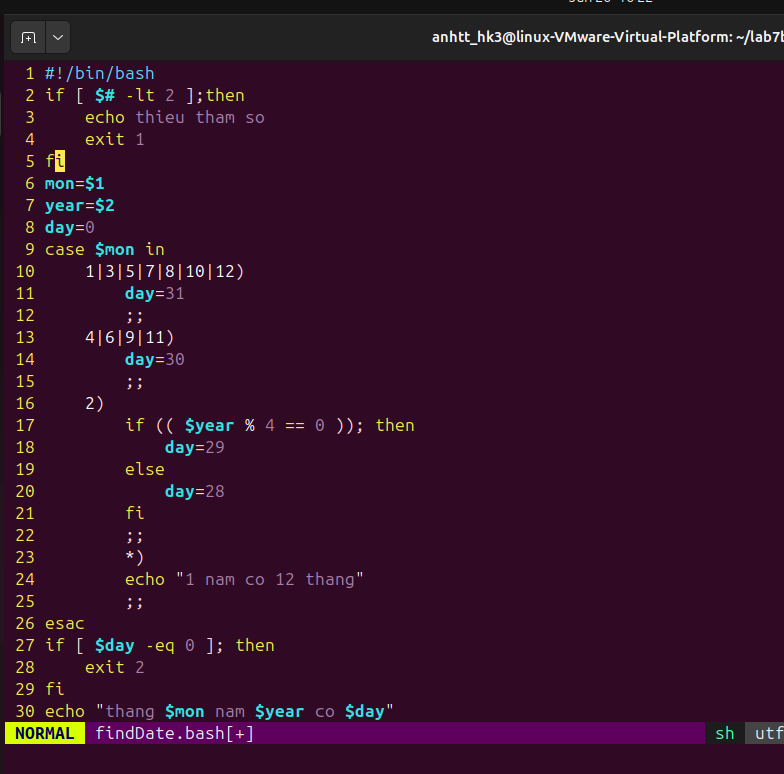 anhtt_hk3@linux-VMware-Virtual-Platform: ~/lab7
1 #!/bin/bash
2 if [ $# -lt 2 ];then
3     echo thieu tham so
4     exit 1
5 fi
6 mon=$1
7 year=$2
8 day=0
9 case $mon in
10     1|3|5|7|8|10|12)
11         day=31
12         ;;
13     4|6|9|11)
14         day=30
15         ;;
16     2)
17         if (( $year % 4 == 0 )); then
18             day=29
19         else
20             day=28
21         fi
22         ;;
23         *)
24         echo "1 nam co 12 thang"
25         ;;
26 esac
27 if [ $day -eq 0 ]; then
28     exit 2
29 fi
30 echo "thang $mon nam $year co $day"
NORMAL findDate.bash[+] sh utf